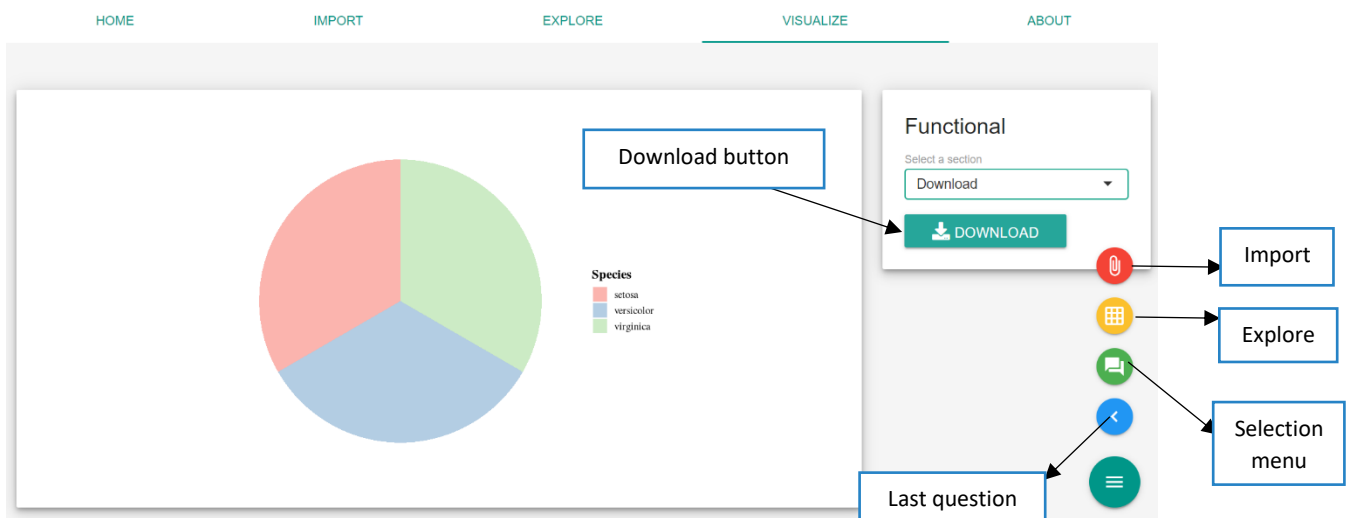 HOME IMPORT EXPLORE VISUALIZE ABOUT
Functional
Download button
Select a section
Download
DOWNLOAD
Import
Species
setosa
versicolor
virginica
Explore
Selection
menu
Last question